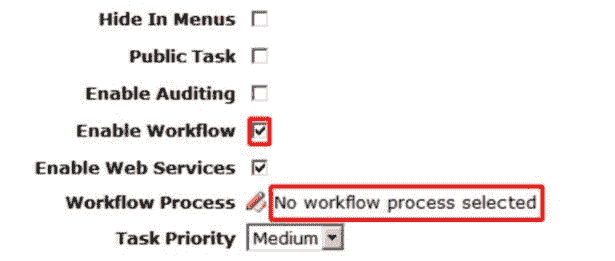 Hide In Menus
Public Task
Enable Auditing
Enable Workflow
Enable Web Services
Workflow Process No workflow process selected
Task Priority Medium